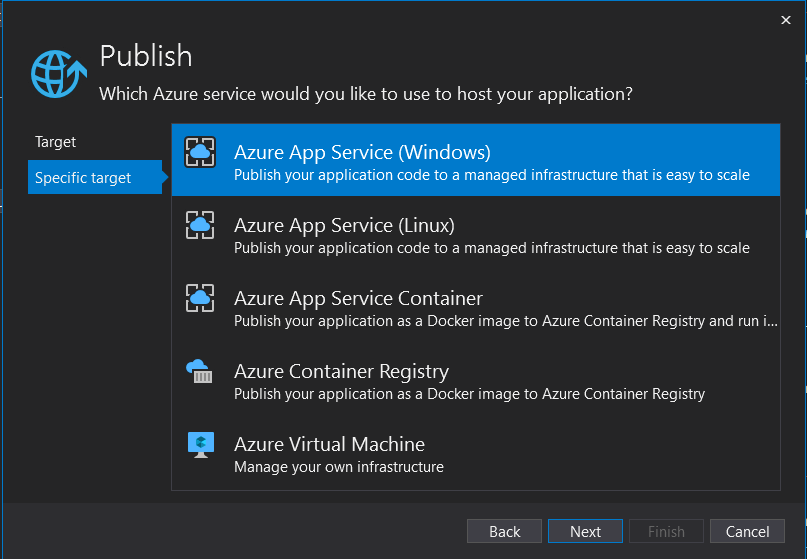 Publish
Which Azure service would you like to use to host your application?
Target
Specific target
Azure App Service (Windows)
Publish your application code to a managed infrastructure that is easy to scale
Azure App Service (Linux)
Publish your application code to a managed infrastructure that is easy to scale
Azure App Service Container
Publish your application as a Docker image to Azure Container Registry and run i...
Azure Container Registry
Publish your application as a Docker image to Azure Container Registry
Azure Virtual Machine
Manage your own infrastructure
Back
Next
Finish
Cancel